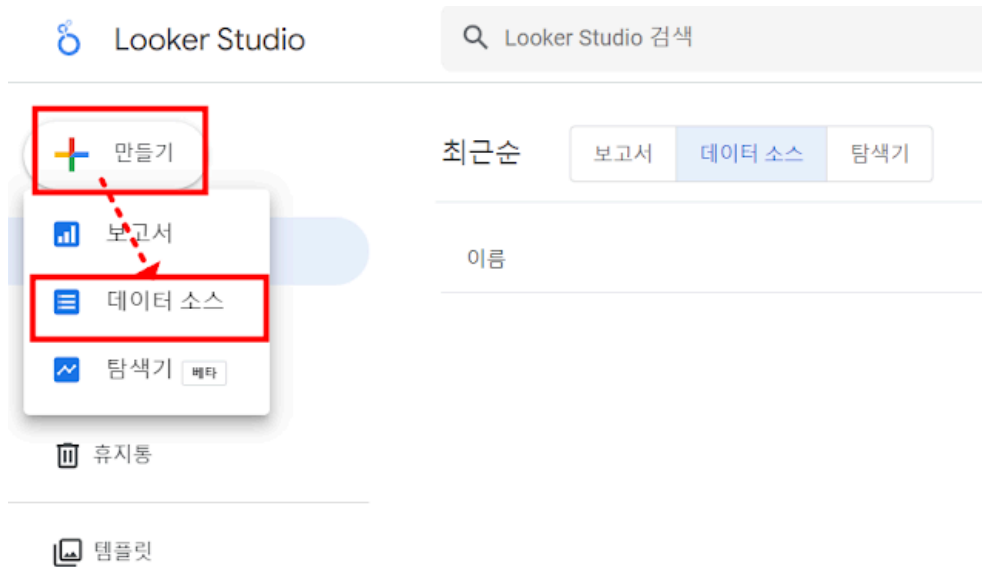 Looker Studio
Looker Studio 검색
만들기
최근순
보고서
데이터 소스
탐색기
보고서
이름
데이터 소스
탐색기 베타
휴지통
템플릿